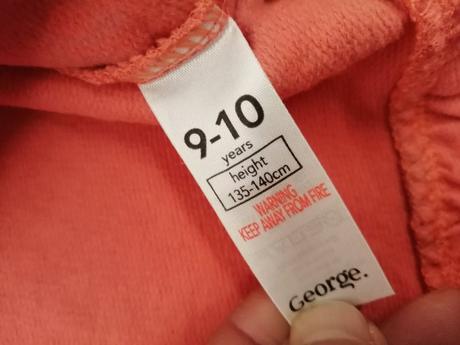 9-10
years
height
135-140cm
WARNING
KEEP AWAY FROM FIRE
George.